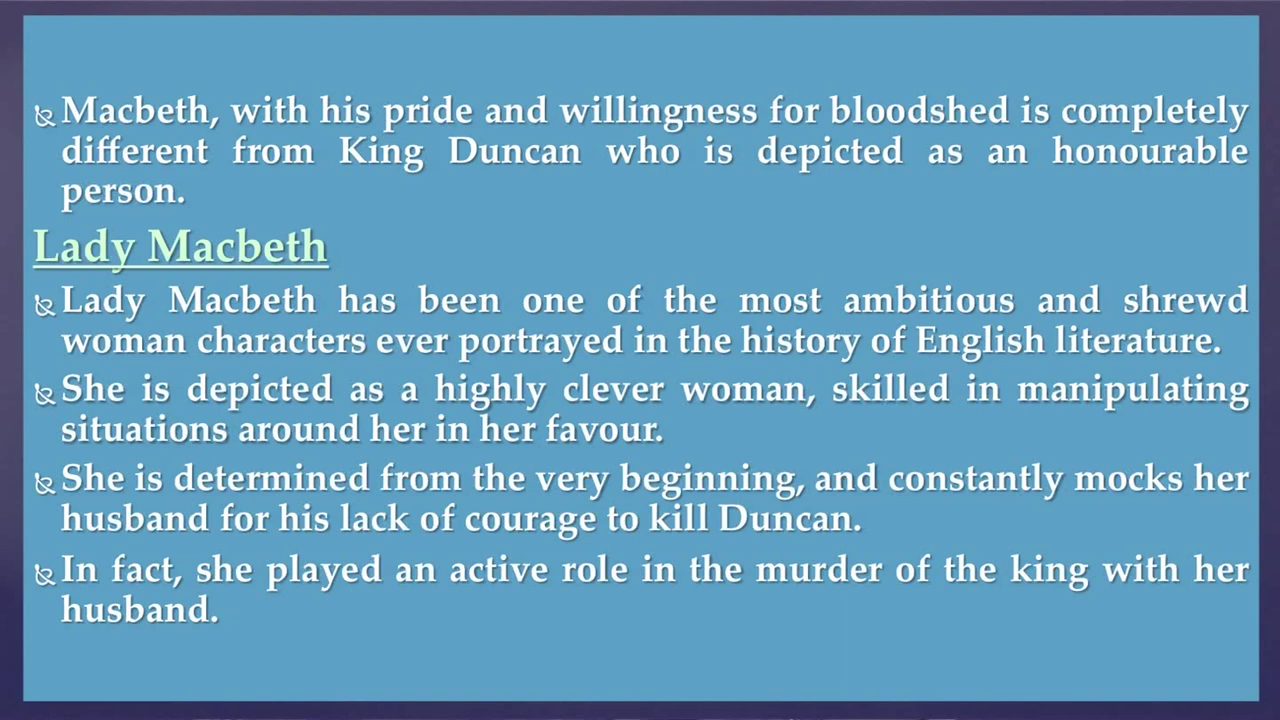 Macbeth, with his pride and willingness for bloodshed is completely
different from King Duncan who is depicted as an honourable
person.
Lady Macbeth
Lady Macbeth has been one of the most ambitious and shrewd
woman characters ever portrayed in the history of English literature.
She is depicted as a highly clever woman, skilled in manipulating
situations around her in her favour.
She is determined from the very beginning, and constantly mocks her
husband for his lack of courage to kill Duncan.
In fact, she played an active role in the murder of the king with her
husband.